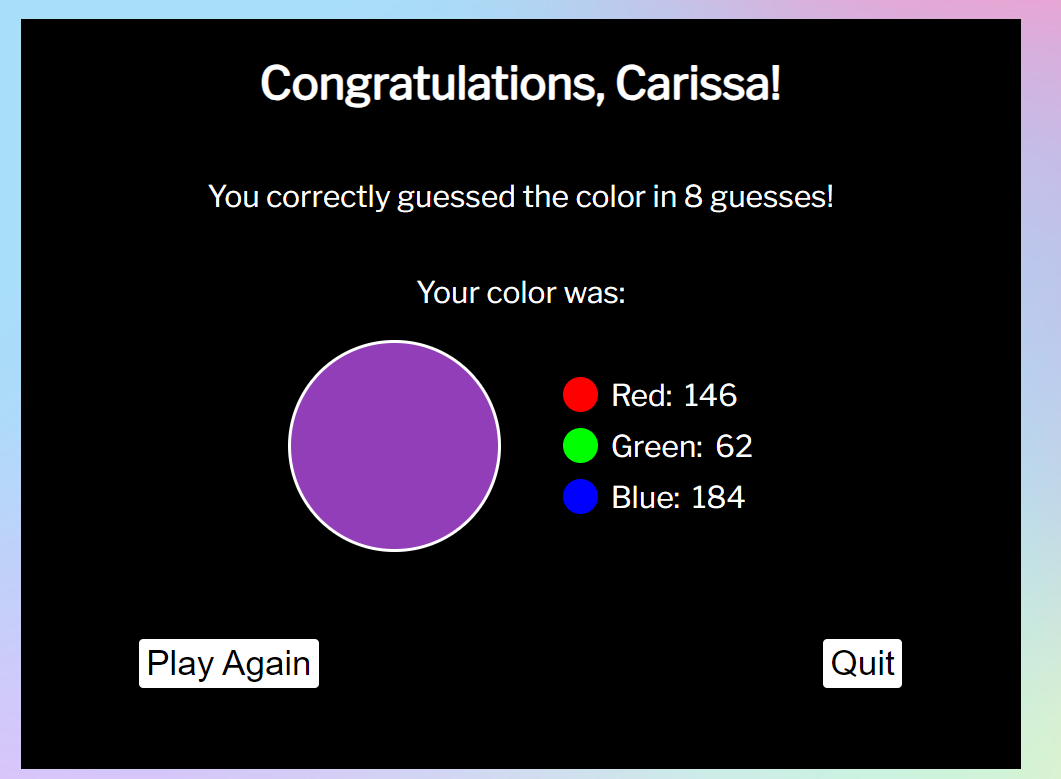 Congratulations, Carissa!
You correctly guessed the color in 8 guesses!
Your color was:
Red: 146
Green: 62
Blue: 184
Play Again
Quit